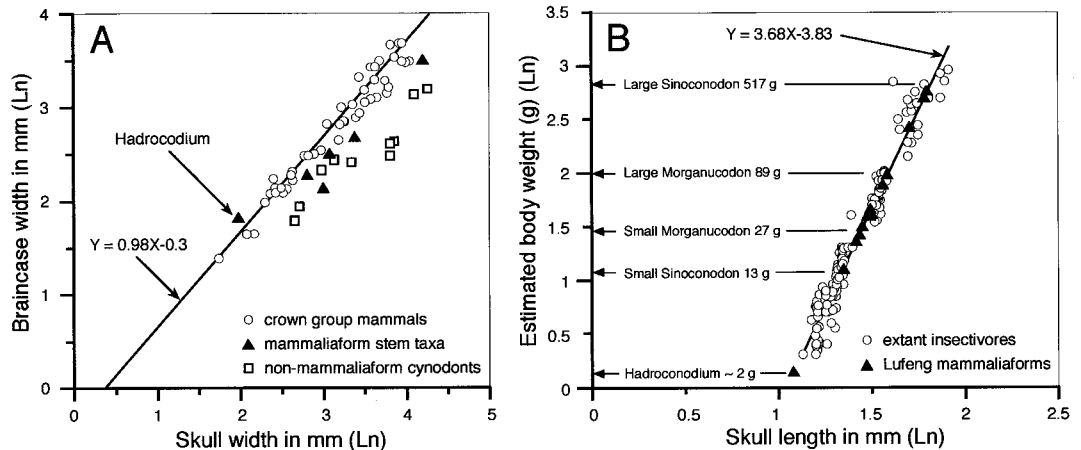 A
Braincase width in mm (Ln)
4
3
2
1
0
Hadrocodium
Y = 0.98X-0.3
crown group mammals
mammaliaform stem taxa
non-mammaliaform cynodonts
0 1 2 3 4 5
Skull width in mm (Ln)
B
Estimated body weight (g) (Ln)
3.5
3
2.5
2
1.5
1
0.5
0
Y = 3.68X-3.83
Large Sinoconodon 517 g
Large Morganucodon 89 g
Small Morganucodon 27 g
Small Sinoconodon 13 g
Hadroconodium ~ 2 g
extant insectivores
Lufeng mammaliaforms
0 0.5 1 1.5 2 2.5
Skull length in mm (Ln)